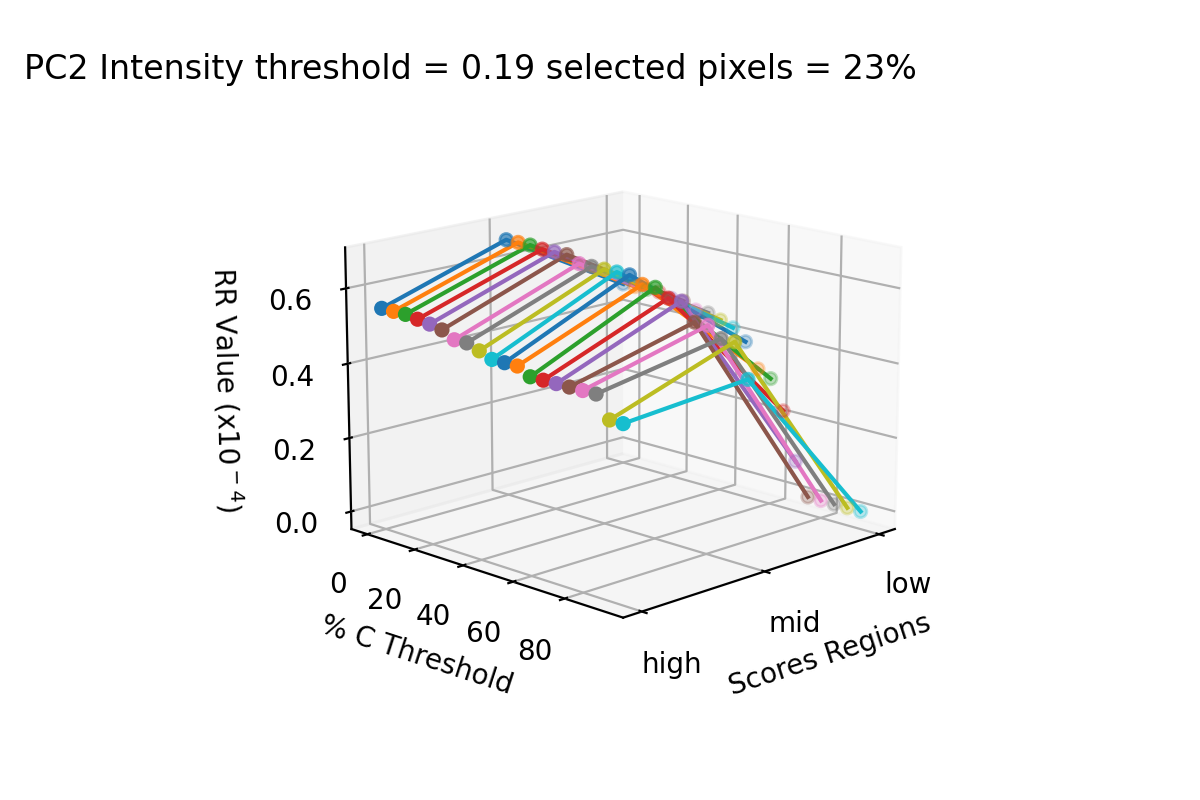 PC2 Intensity threshold = 0.19 selected pixels = 23%
RR Value (x10⁻⁴)
0.6
0.4
0.2
0.0
0
20
40
60
80
% C Threshold
high
mid
low
Scores Regions